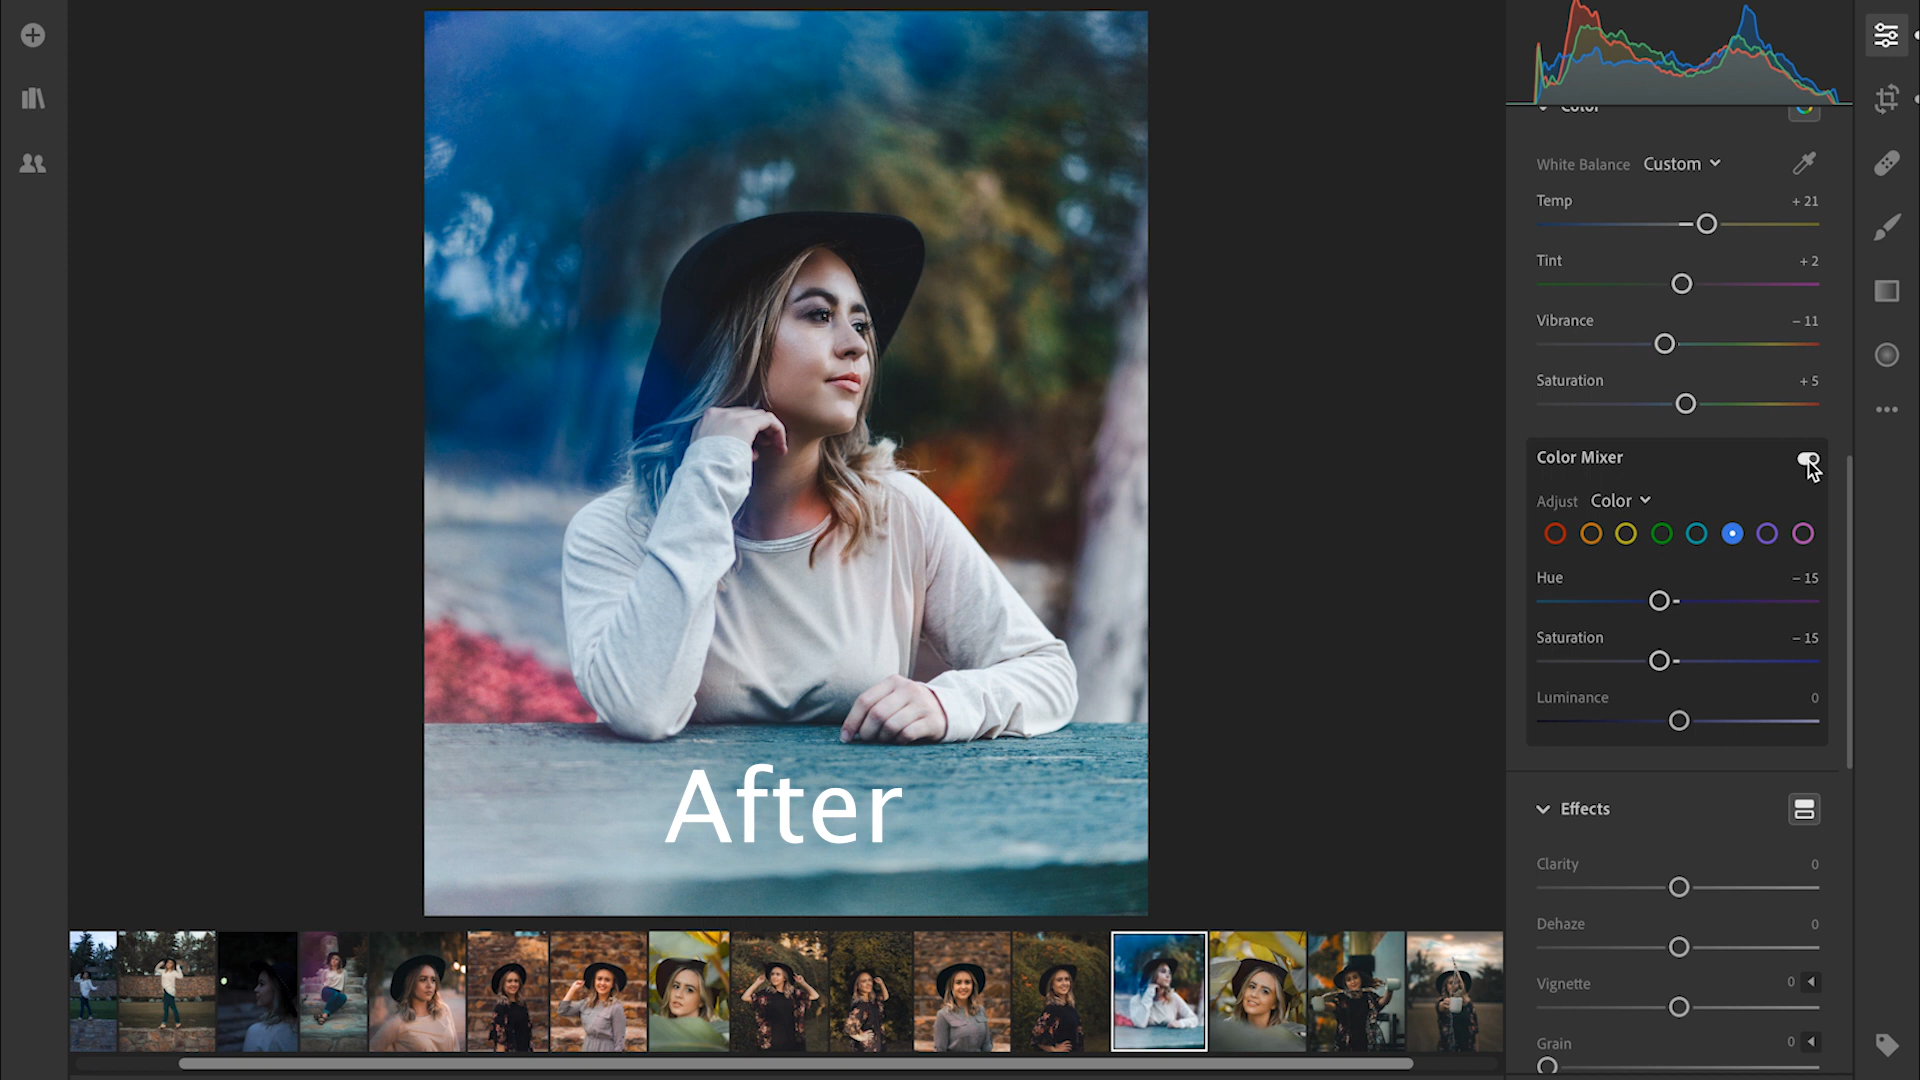 Color
White Balance Custom
Temp + 21
Tint + 2
Vibrance – 11
Saturation + 5
Color Mixer
Adjust Color
Hue – 15
Saturation – 15
Luminance 0
Effects
Clarity 0
Dehaze 0
Vignette 0
Grain 0
After